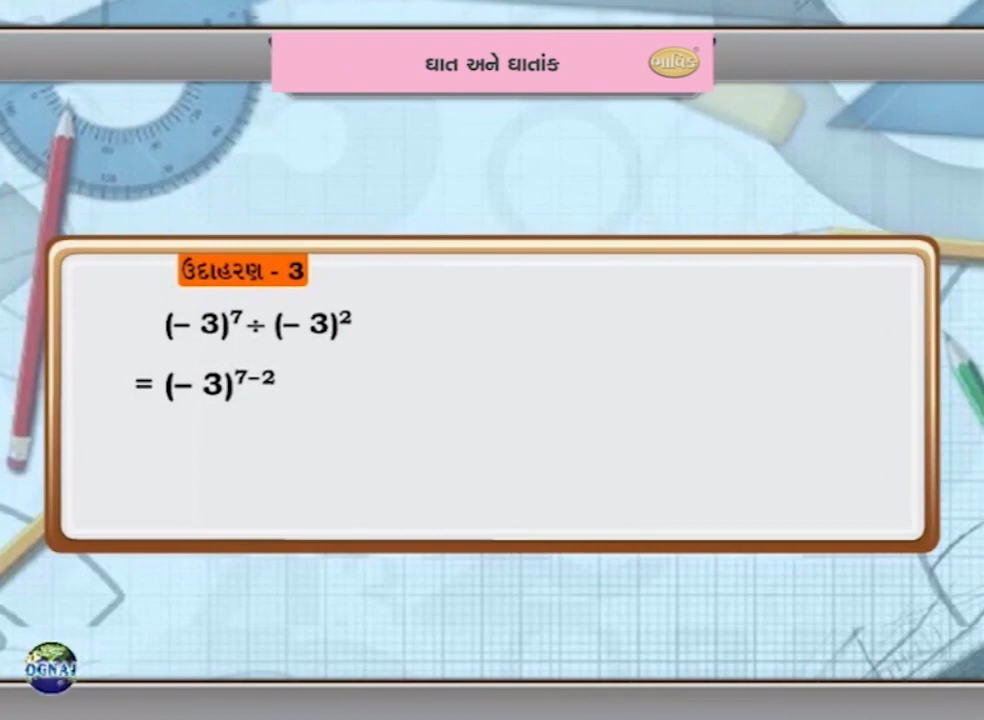 ઘાત અને ઘાતાંક
ભાવિક
ઉદાહરણ - 3
(– 3)⁷ ÷ (– 3)²
= (– 3)⁷⁻²